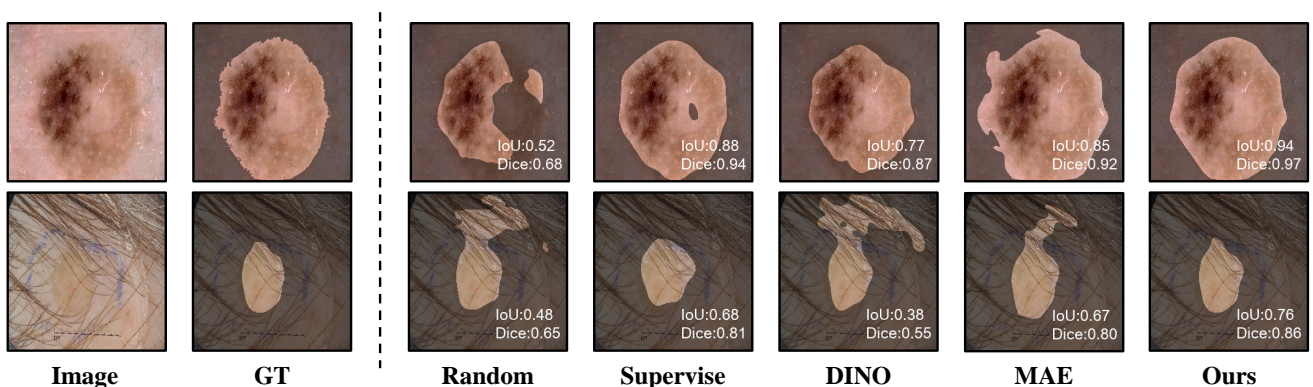 IoU:0.52
Dice:0.68
IoU:0.88
Dice:0.94
IoU:0.77
Dice:0.87
IoU:0.85
Dice:0.92
IoU:0.94
Dice:0.97
IoU:0.48
Dice:0.65
IoU:0.68
Dice:0.81
IoU:0.38
Dice:0.55
IoU:0.67
Dice:0.80
IoU:0.76
Dice:0.86
Image
GT
Random
Supervise
DINO
MAE
Ours